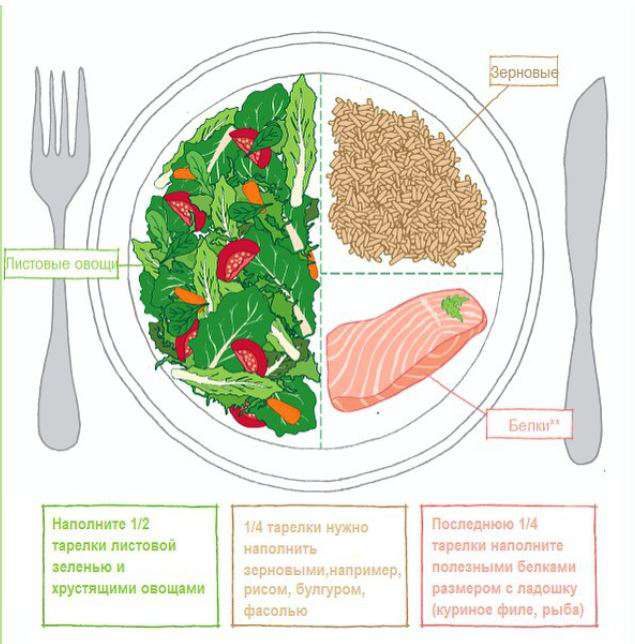 Зерновые
Листовые овощи
Белки**
Наполните 1/2
тарелки листовой
зеленью и
хрустящими овощами
1/4 тарелки нужно
наполнить
зерновыми,например,
рисом, булгуром,
фасолью
Последнюю 1/4
тарелки наполните
полезными белками
размером с ладошку
(куриное филе, рыба)